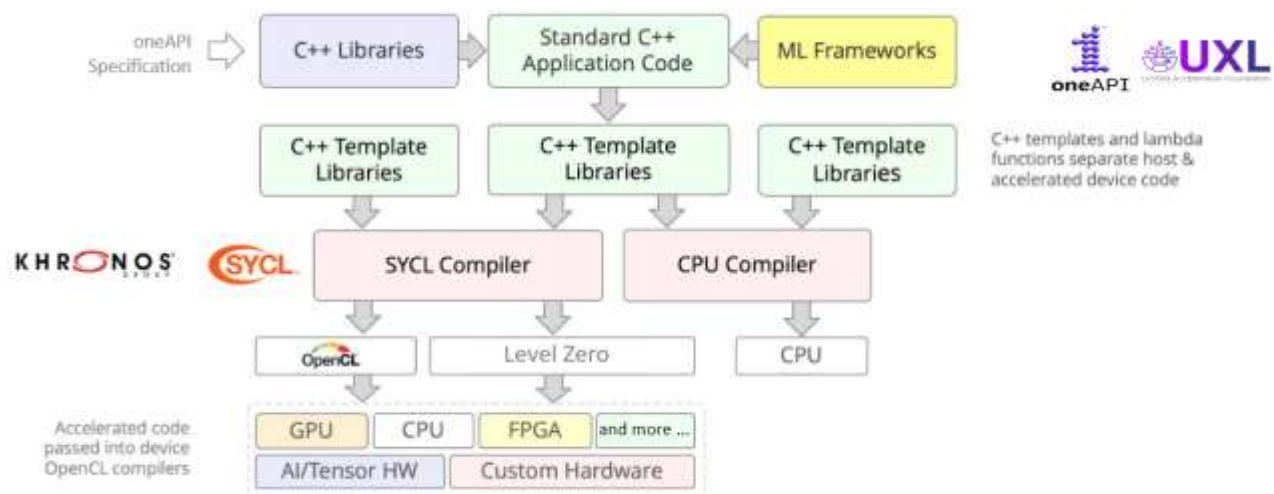 oneAPI
Specification
C++ Libraries
Standard C++
Application Code
ML Frameworks
oneAPI
UXL
C++ Template
Libraries
C++ Template
Libraries
C++ Template
Libraries
C++ templates and lambda
functions separate host &
accelerated device code
KHRONOS
GROUP
SYCL
SYCL Compiler
CPU Compiler
OpenCL
Level Zero
CPU
Accelerated code
passed into device
OpenCL compilers
GPU
CPU
FPGA
and more ...
AI/Tensor HW
Custom Hardware